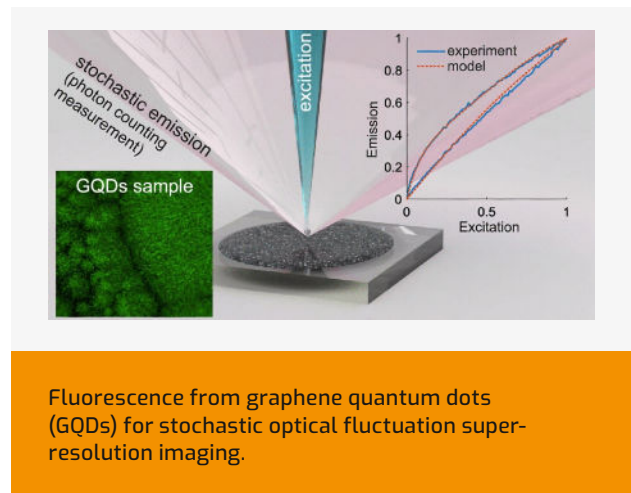 stochastic emission
(photon counting
measurement)
excitation
GQDs sample
experiment
model
Emission
1
0.8
0.6
0.4
0.2
0
0
0.5
1
Excitation
Fluorescence from graphene quantum dots
(GQDs) for stochastic optical fluctuation super-
resolution imaging.